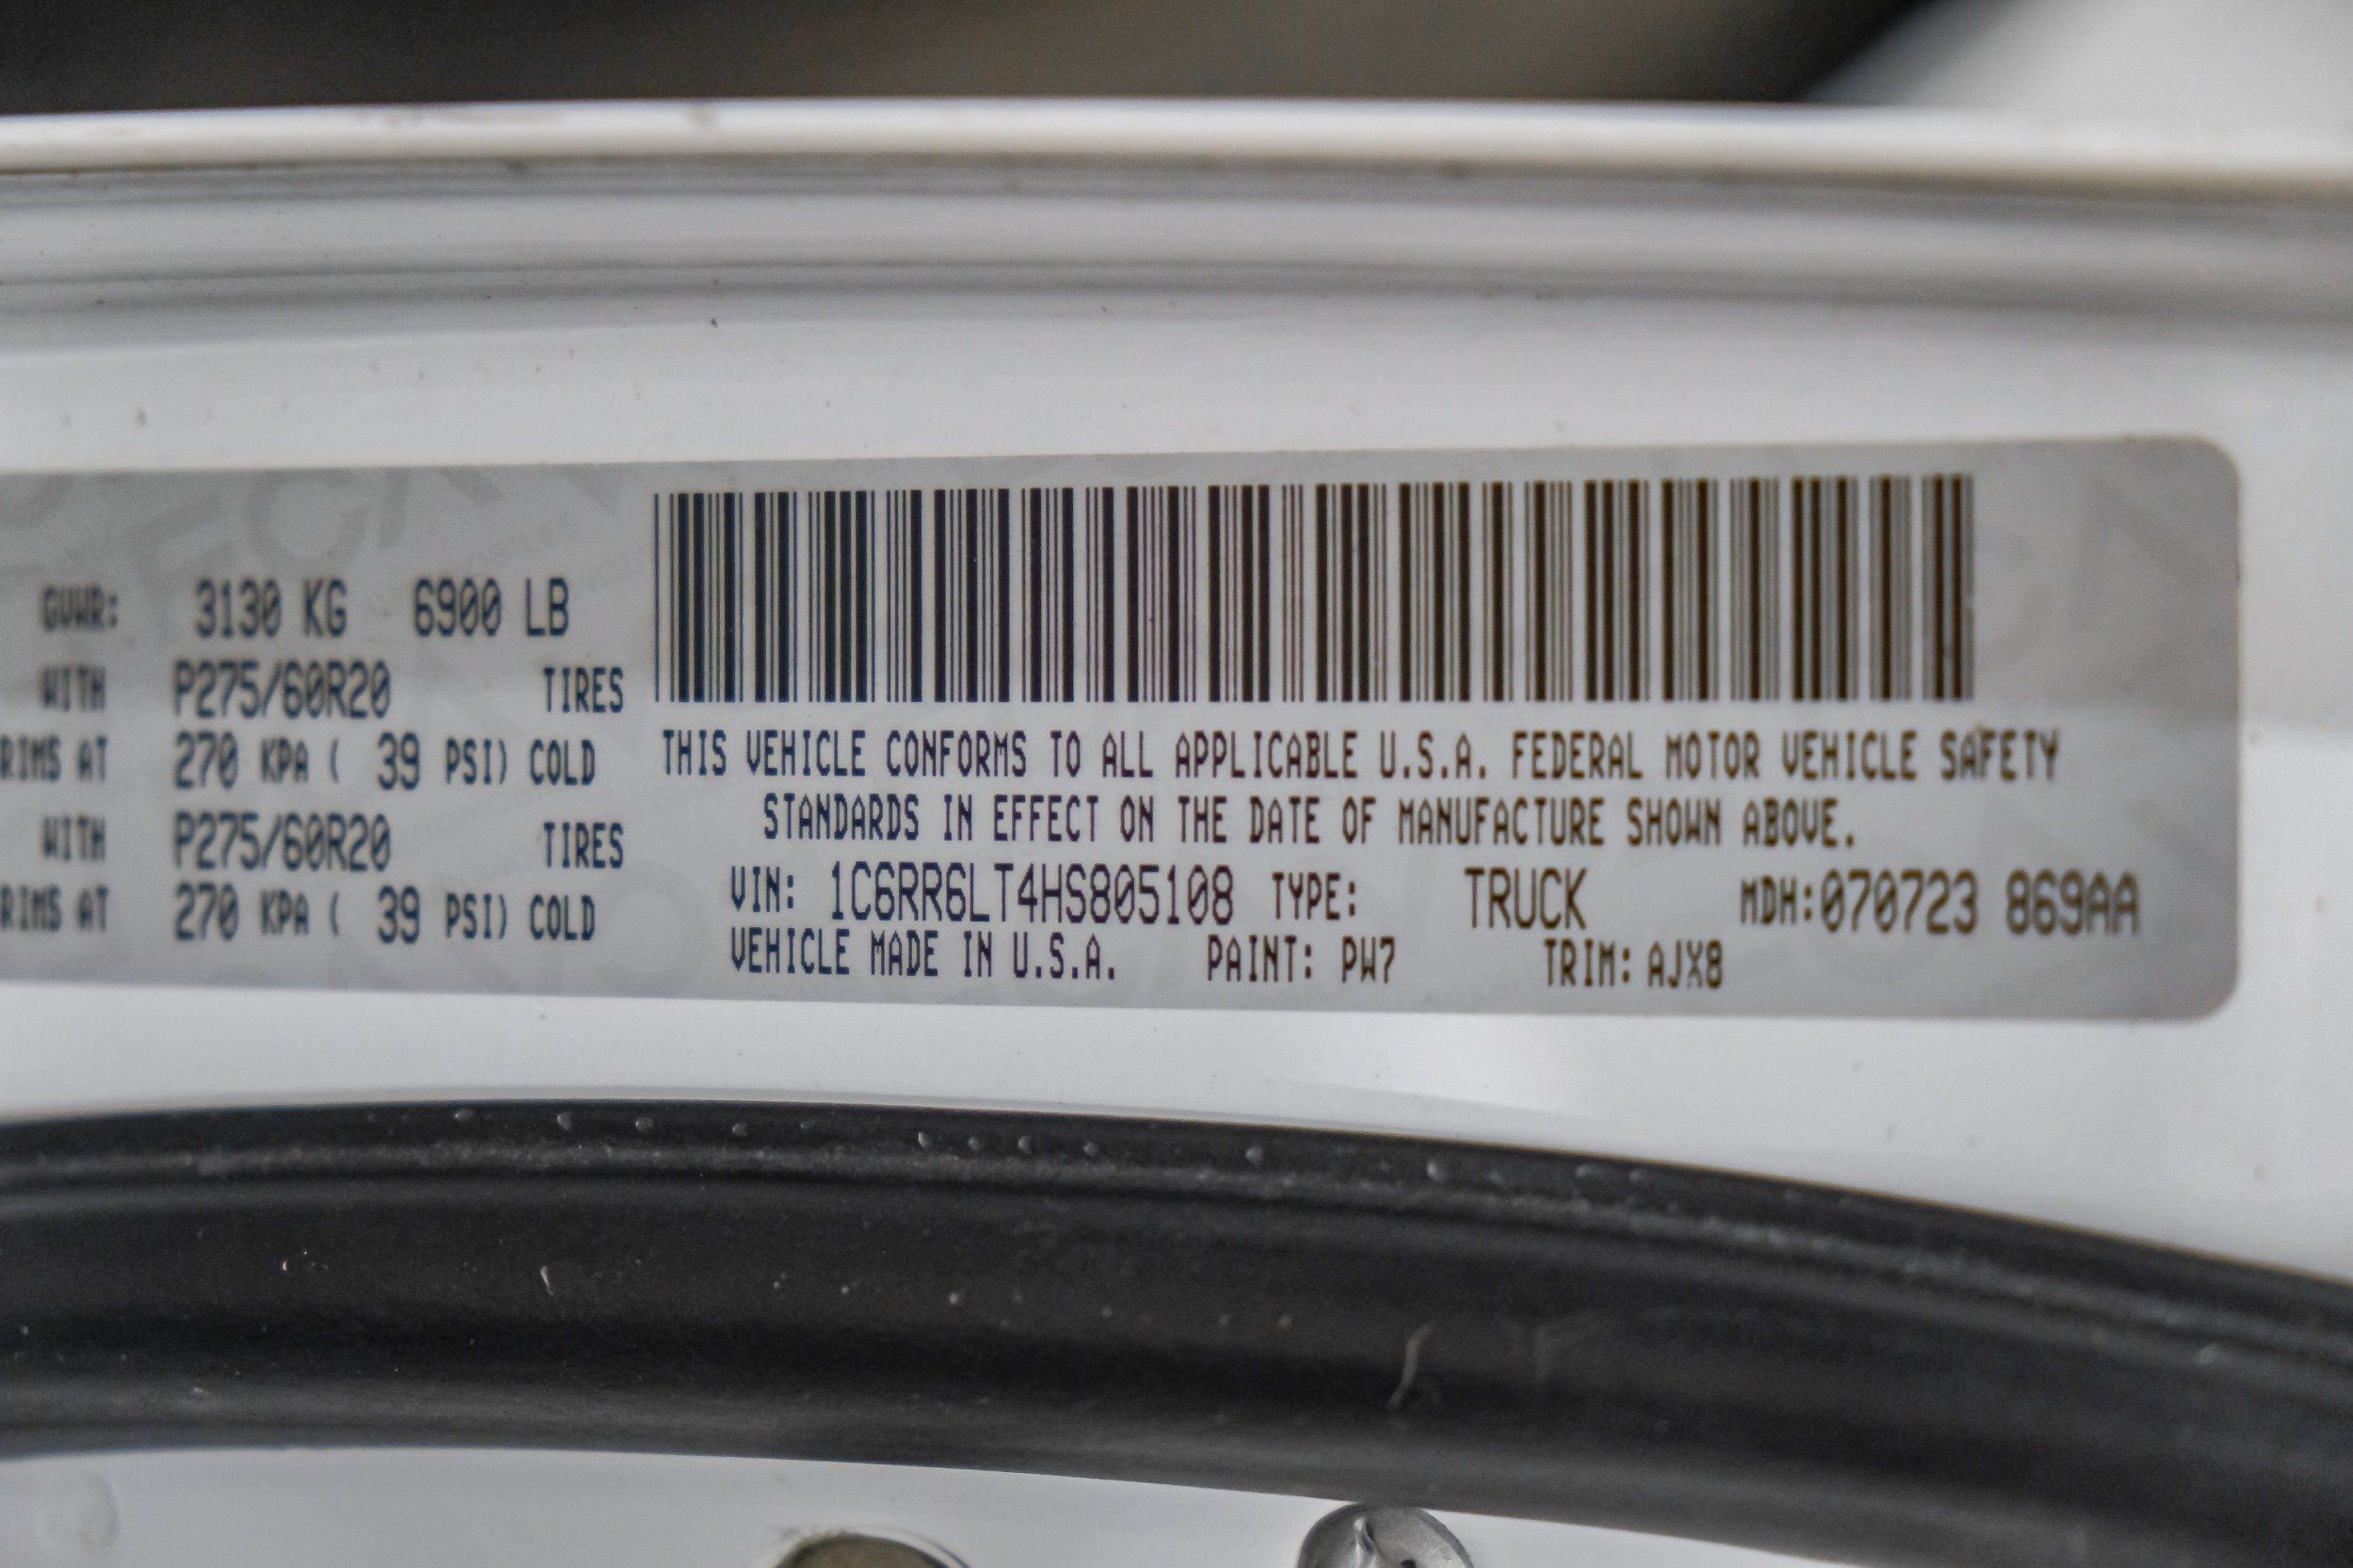 GVWR: 3130 KG 6900 LB
WITH P275/60R20 TIRES
RIMS AT 270 KPA ( 39 PSI) COLD
WITH P275/60R20 TIRES
RIMS AT 270 KPA ( 39 PSI) COLD
THIS VEHICLE CONFORMS TO ALL APPLICABLE U.S.A. FEDERAL MOTOR VEHICLE SAFETY
STANDARDS IN EFFECT ON THE DATE OF MANUFACTURE SHOWN ABOVE.
VIN: 1C6RR6LT4HS805108 TYPE: TRUCK MDH:070723 869AA
VEHICLE MADE IN U.S.A. PAINT: PW7 TRIM: AJX8